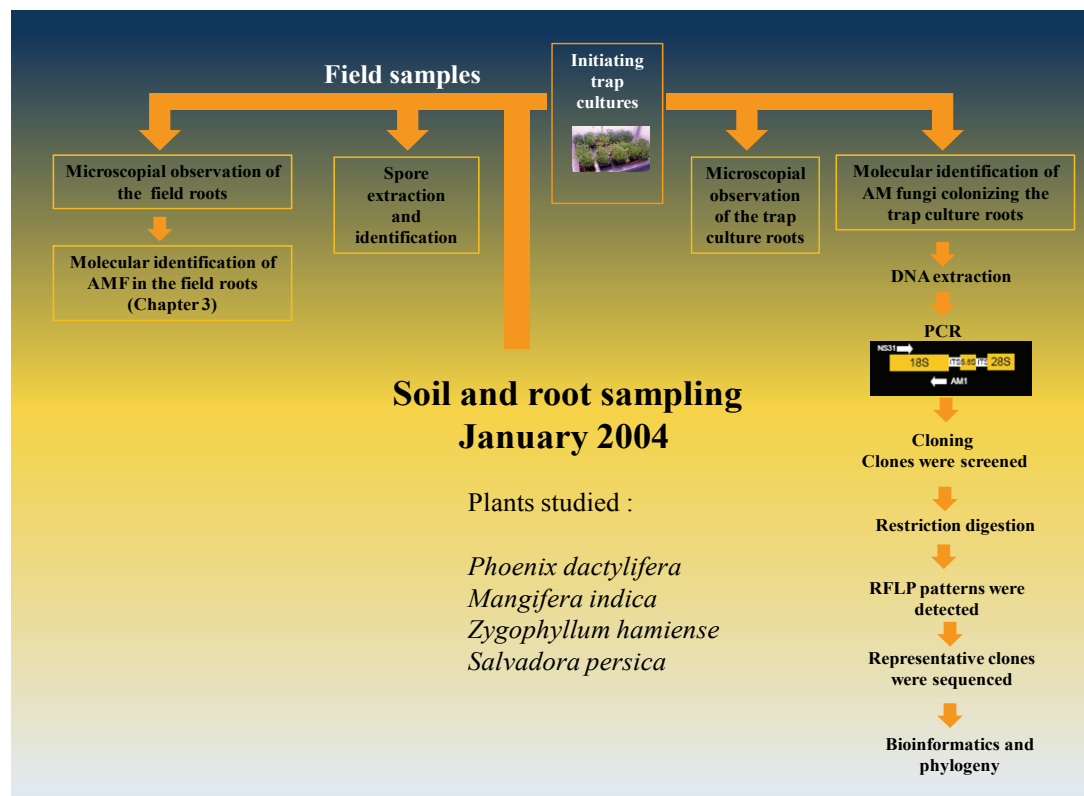 Field samples
Initiating
trap
cultures
Microscopial observation of
the field roots
Molecular identification of
AMF in the field roots
(Chapter 3)
Spore
extraction
and
identification
Microscopial
observation
of the trap
culture roots
Molecular identification of
AM fungi colonizing the
trap culture roots
DNA extraction
PCR
NS31
18S ITS 5.8S ITS 28S
AM1
Cloning
Clones were screened
Restriction digestion
RFLP patterns were
detected
Representative clones
were sequenced
Bioinformatics and
phylogeny
Soil and root sampling
January 2004
Plants studied :
Phoenix dactylifera
Mangifera indica
Zygophyllum hamiense
Salvadora persica